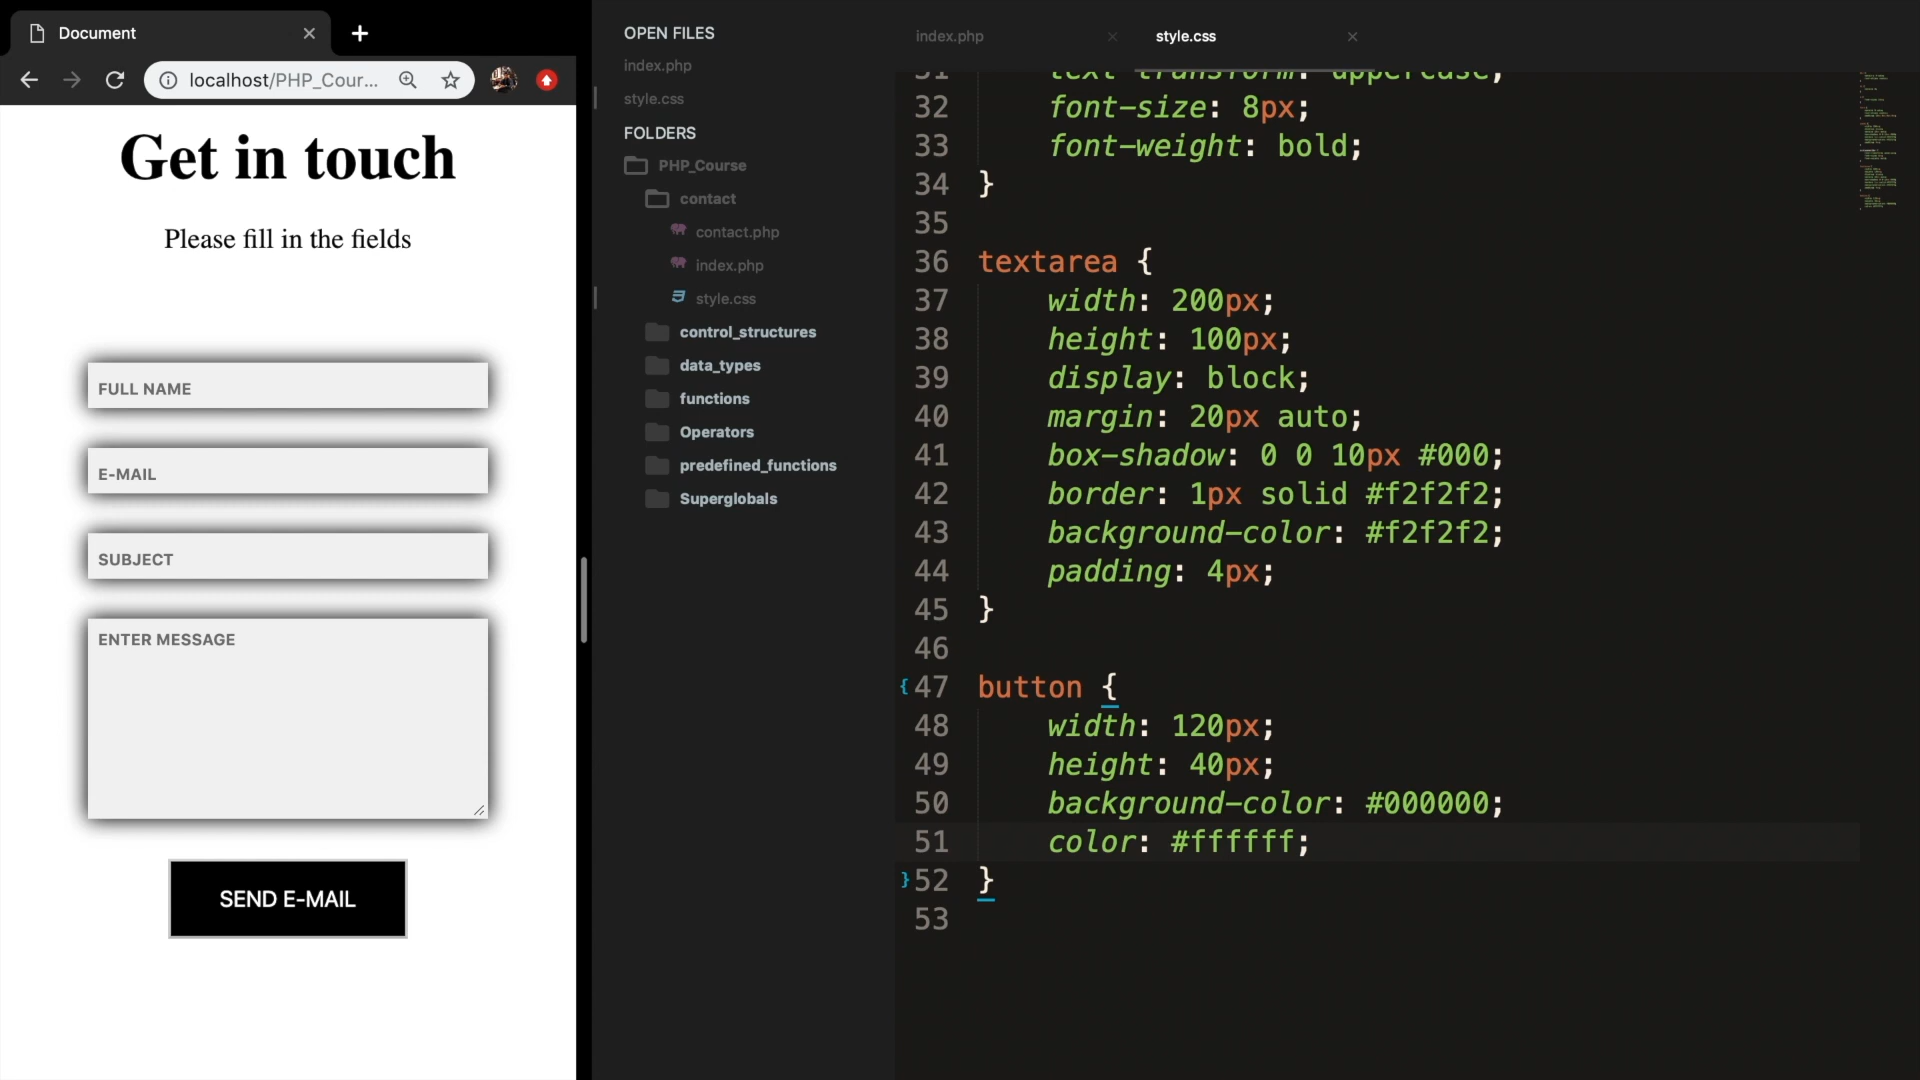 Document
localhost/PHP_Cour...
Get in touch
Please fill in the fields
FULL NAME
E-MAIL
SUBJECT
ENTER MESSAGE
SEND E-MAIL
OPEN FILES
index.php
style.css
FOLDERS
PHP_Course
contact
contact.php
index.php
style.css
control_structures
data_types
functions
Operators
predefined_functions
Superglobals
index.php
style.css
31 text-transform: uppercase;
32 font-size: 8px;
33 font-weight: bold;
34 }
35
36 textarea {
37 width: 200px;
38 height: 100px;
39 display: block;
40 margin: 20px auto;
41 box-shadow: 0 0 10px #000;
42 border: 1px solid #f2f2f2;
43 background-color: #f2f2f2;
44 padding: 4px;
45 }
46
{ 47 button {
48 width: 120px;
49 height: 40px;
50 background-color: #000000;
51 color: #ffffff;
} 52 }
53